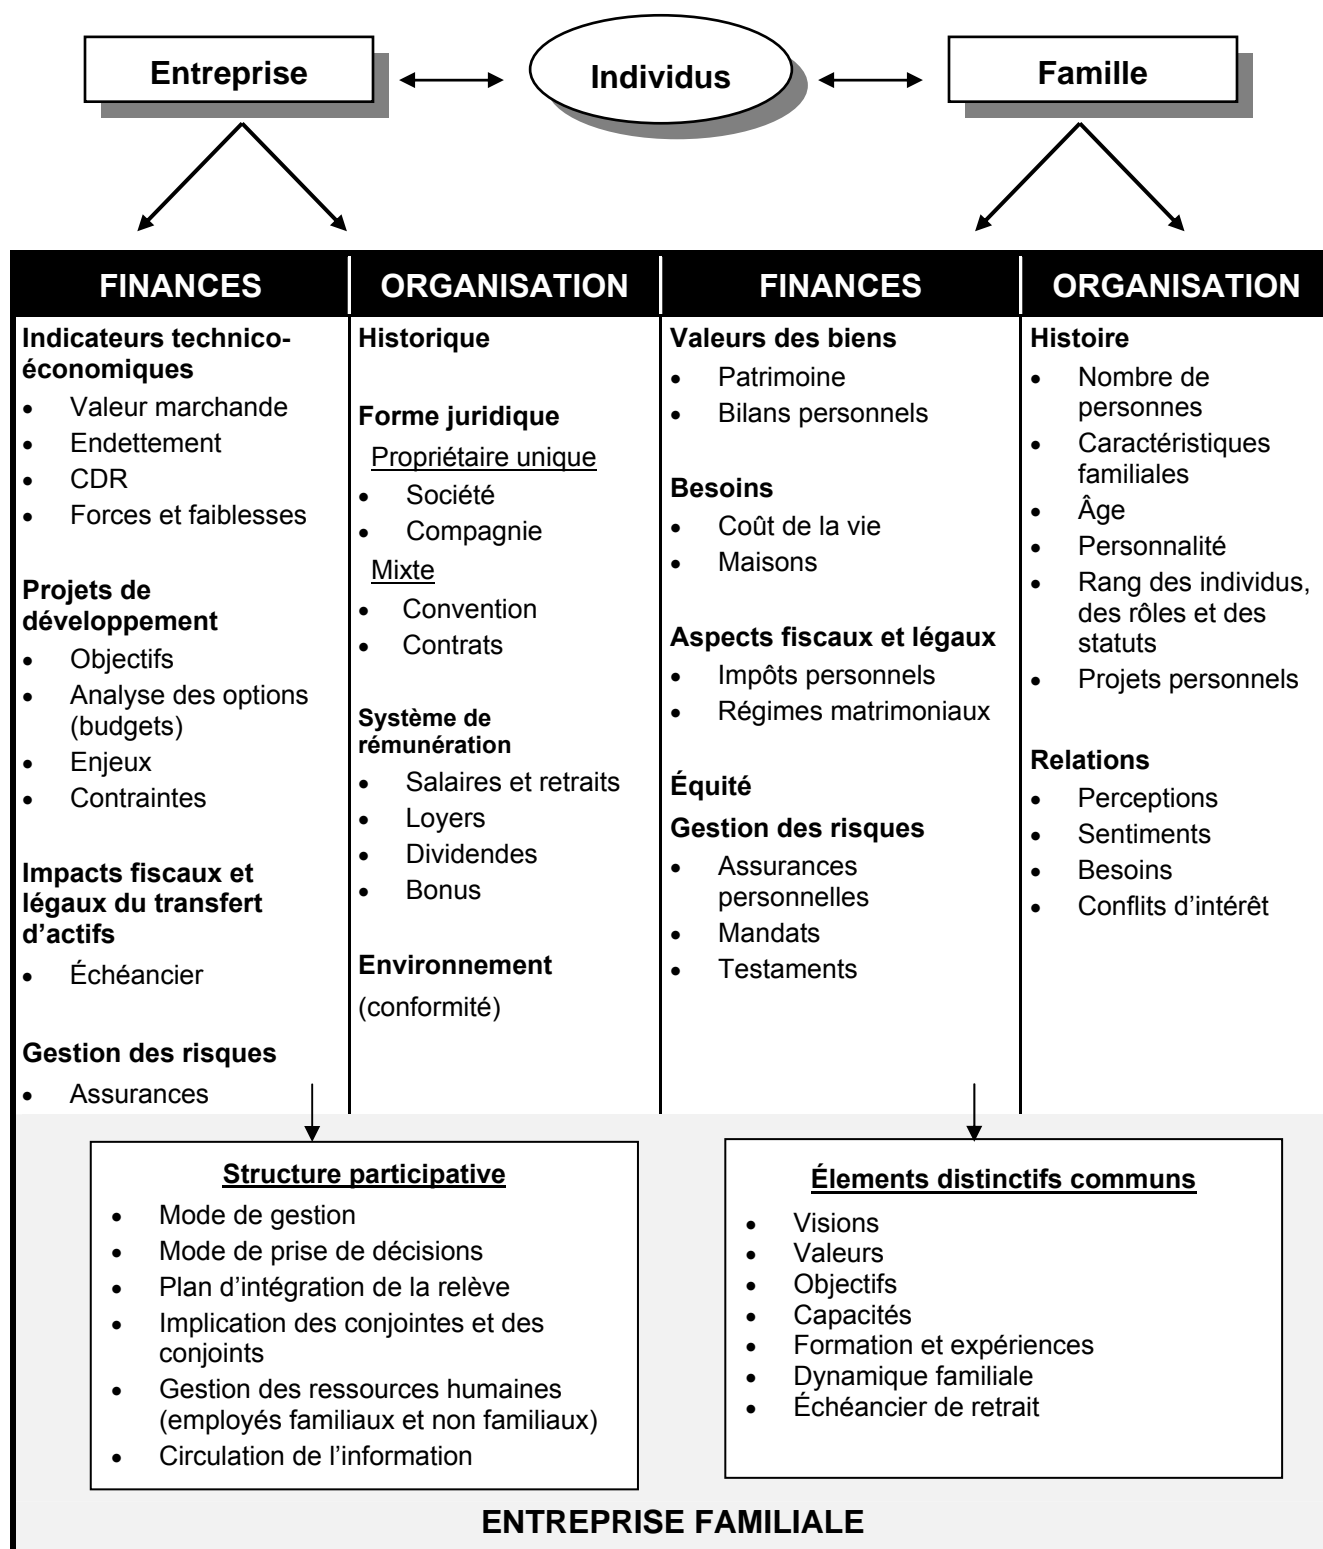 Entreprise
Individus
Famille
FINANCES
Indicateurs technico-
économiques
• Valeur marchande
• Endettement
• CDR
• Forces et faiblesses
Projets de
développement
• Objectifs
• Analyse des options
(budgets)
• Enjeux
• Contraintes
Impacts fiscaux et
légaux du transfert
d’actifs
• Échéancier
Gestion des risques
• Assurances
ORGANISATION
Historique
Forme juridique
Propriétaire unique
• Société
• Compagnie
Mixte
• Convention
• Contrats
Système de
rémunération
• Salaires et retraits
• Loyers
• Dividendes
• Bonus
Environnement
(conformité)
FINANCES
Valeurs des biens
• Patrimoine
• Bilans personnels
Besoins
• Coût de la vie
• Maisons
Aspects fiscaux et légaux
• Impôts personnels
• Régimes matrimoniaux
Équité
Gestion des risques
• Assurances
personnelles
• Mandats
• Testaments
ORGANISATION
Histoire
• Nombre de
personnes
• Caractéristiques
familiales
• Âge
• Personnalité
• Rang des individus,
des rôles et des
statuts
• Projets personnels
Relations
• Perceptions
• Sentiments
• Besoins
• Conflits d’intérêt
Structure participative
• Mode de gestion
• Mode de prise de décisions
• Plan d’intégration de la relève
• Implication des conjointes et des
conjoints
• Gestion des ressources humaines
(employés familiaux et non familiaux)
• Circulation de l’information
Élements distinctifs communs
• Visions
• Valeurs
• Objectifs
• Capacités
• Formation et expériences
• Dynamique familiale
• Échéancier de retrait
ENTREPRISE FAMILIALE